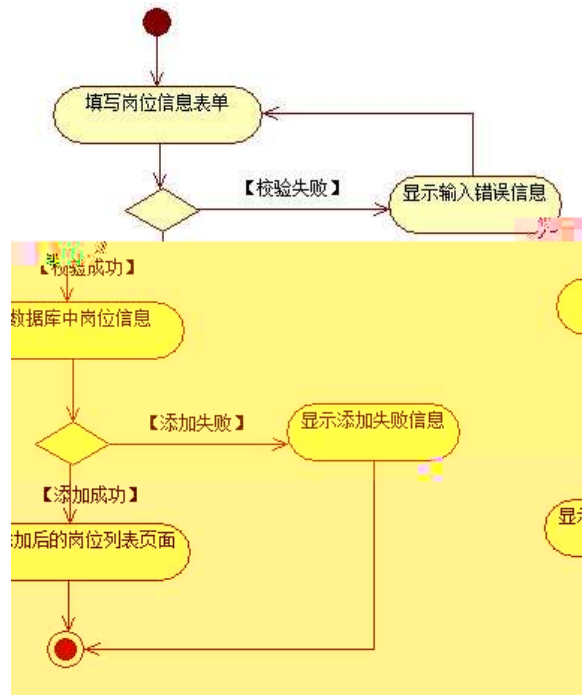 填写岗位信息表单
【校验失败】
显示输入错误信息
【校验成功】
数据库中岗位信息
【添加失败】
显示添加失败信息
【添加成功】
加后的岗位列表页面
显